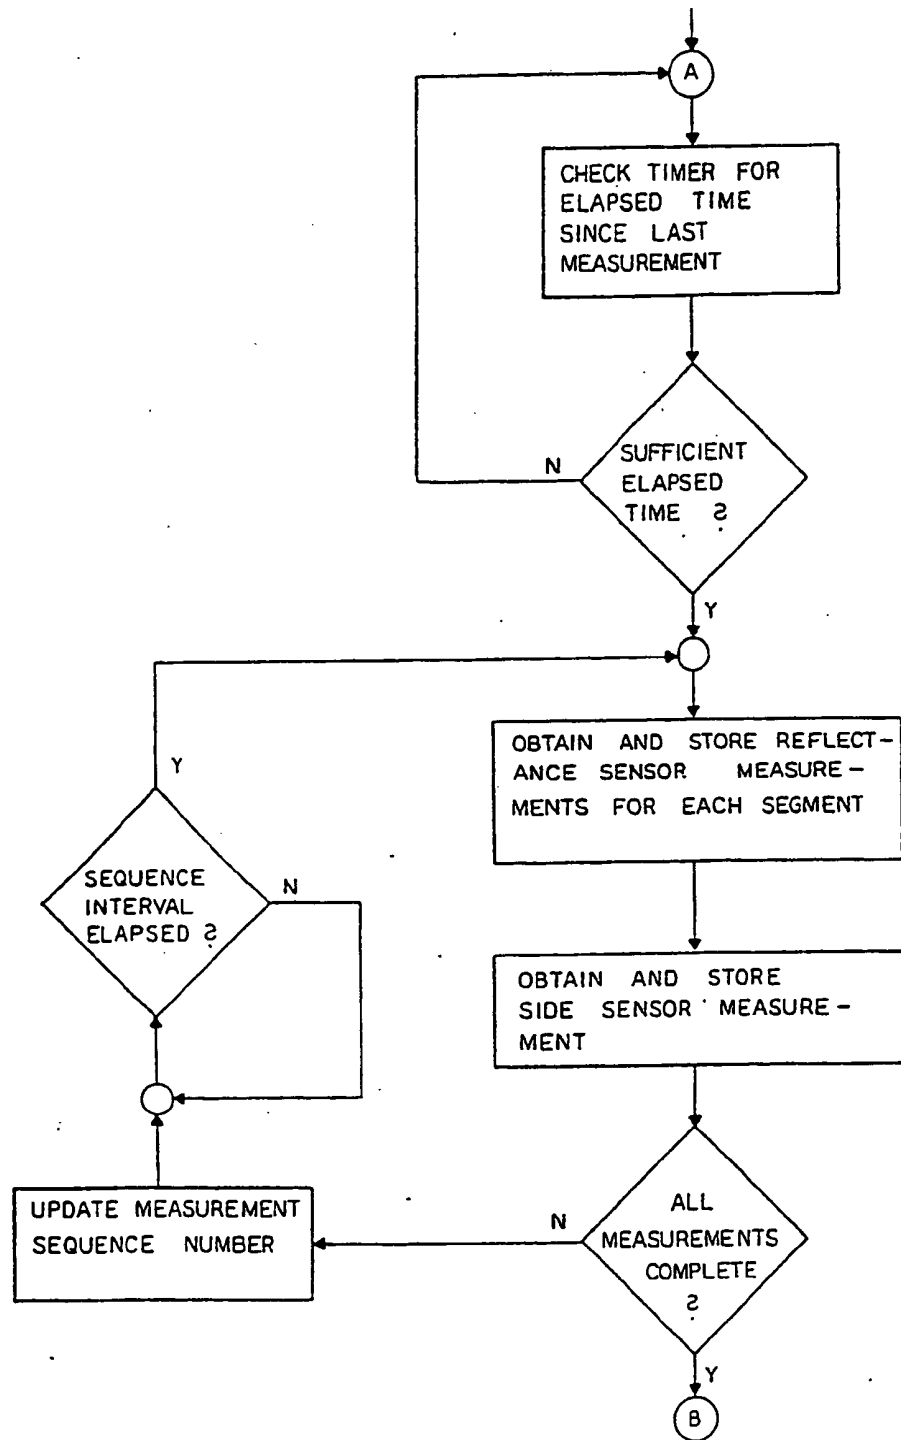 A
CHECK TIMER FOR
ELAPSED TIME
SINCE LAST
MEASUREMENT
SUFFICIENT
ELAPSED
TIME ?
N
Y
OBTAIN AND STORE REFLECT-
ANCE SENSOR MEASURE-
MENTS FOR EACH SEGMENT
Y
SEQUENCE
INTERVAL
ELAPSED ?
N
OBTAIN AND STORE
SIDE SENSOR MEASURE-
MENT
ALL
MEASUREMENTS
COMPLETE
?
N
UPDATE MEASUREMENT
SEQUENCE NUMBER
Y
B